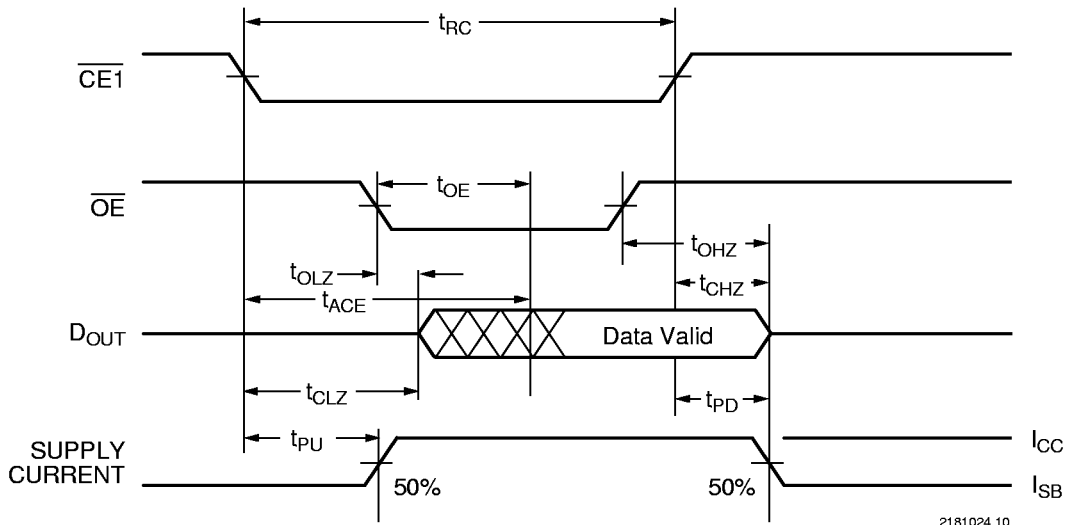 tRC
CE1
tOE
OE
tOHZ
tOLZ
tCHZ
tACE
DOUT
Data Valid
tCLZ
tPD
tPU
ICC
SUPPLY
CURRENT
50%
50%
ISB
2181024 10